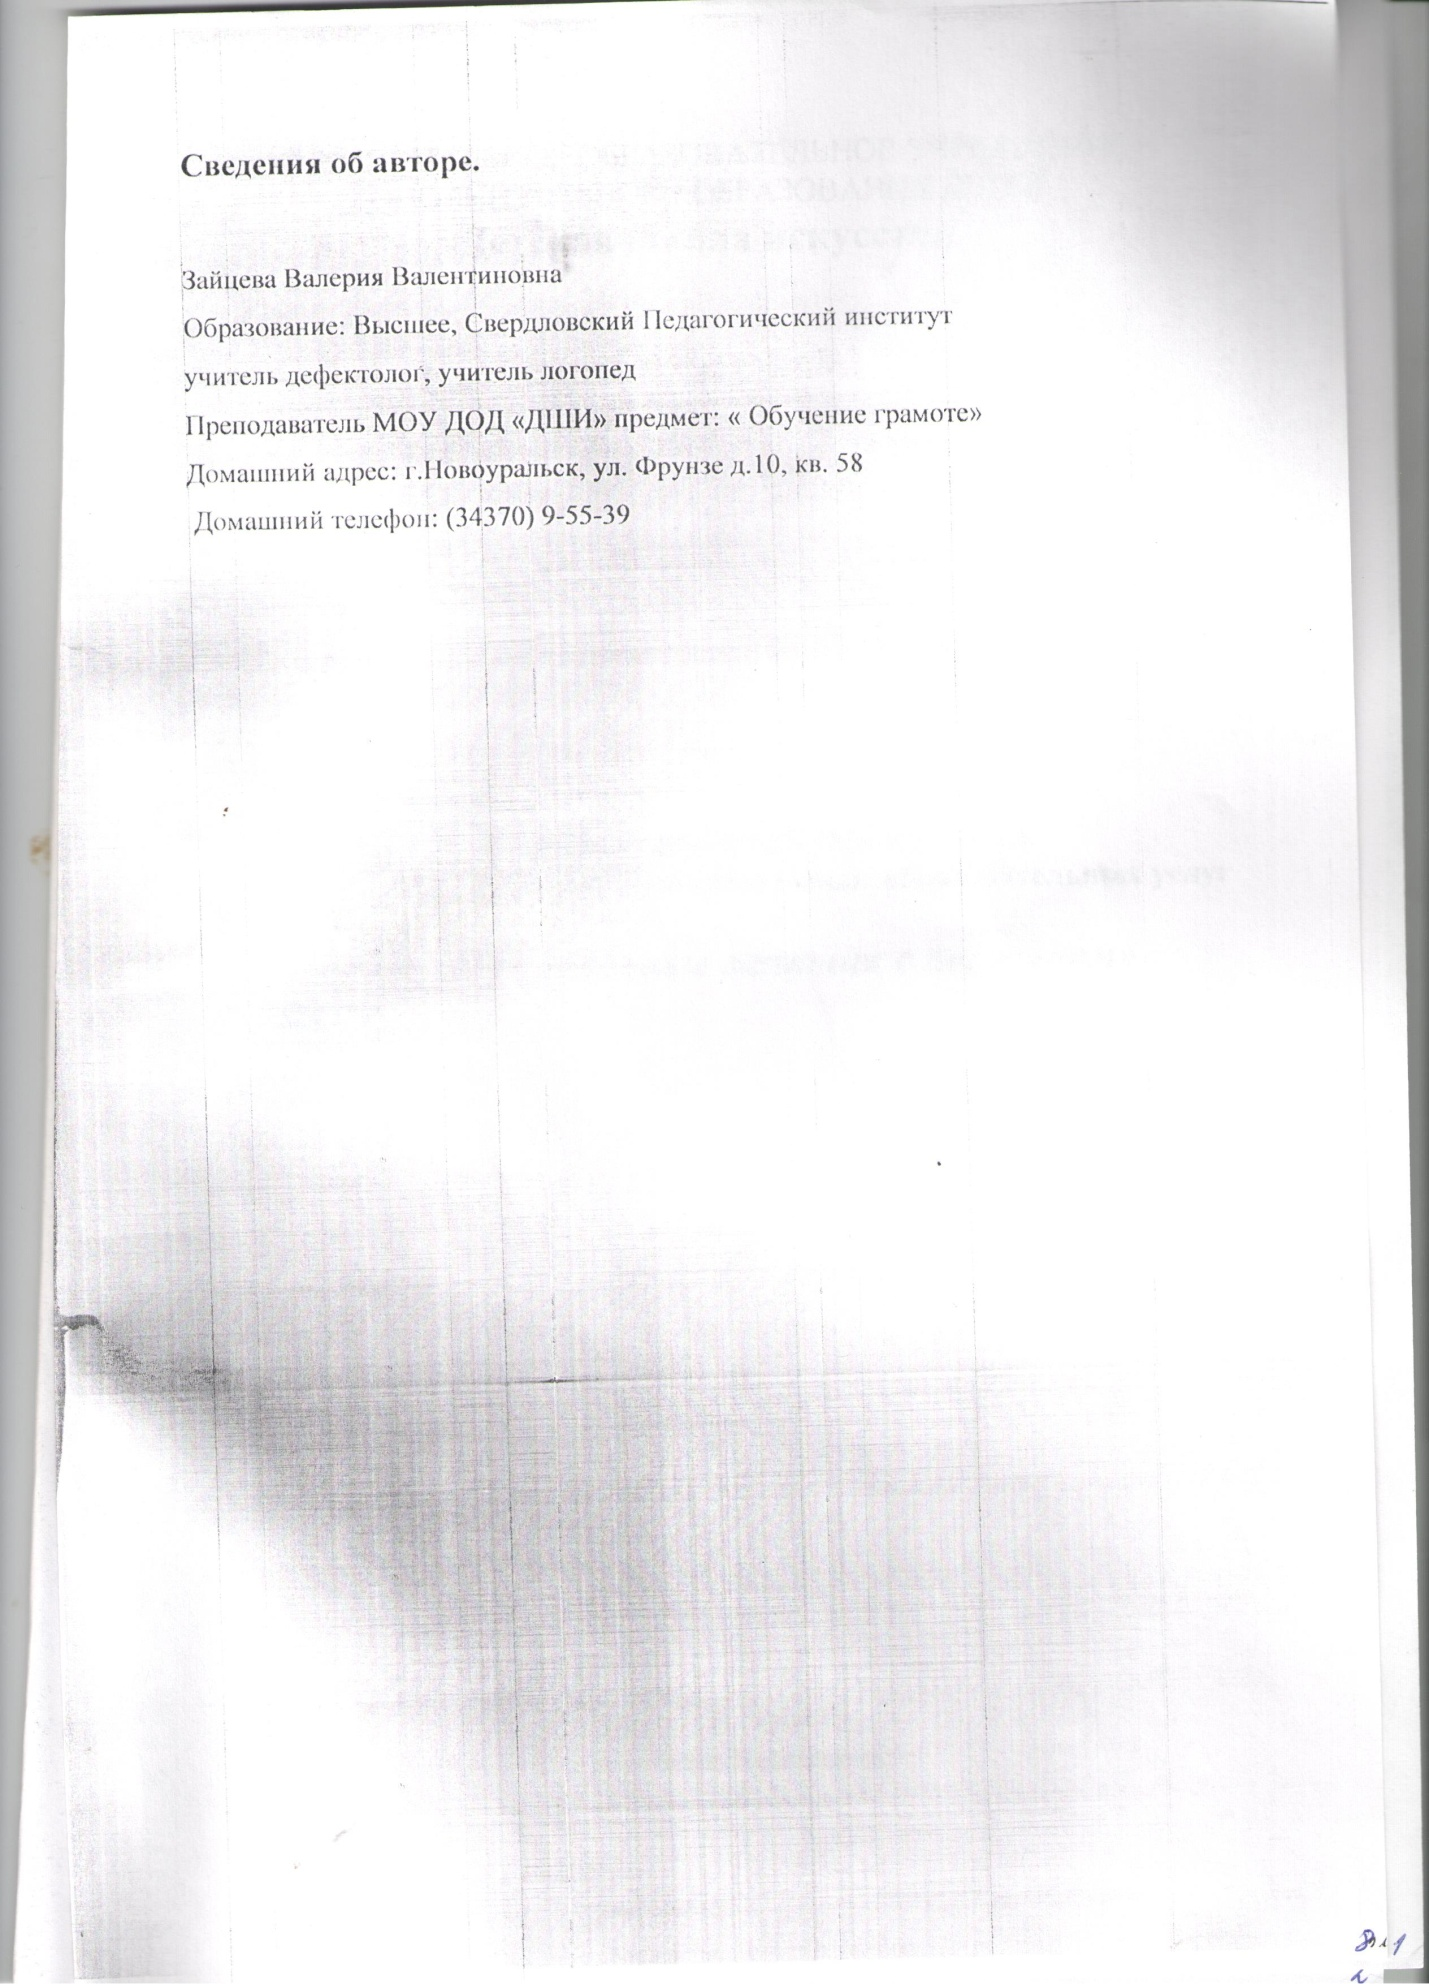 Сведения об авторе.
Зайцева Валерия Валентиновна
Образование: Высшее, Свердловский Педагогический институт
учитель дефектолог, учитель логопед
Преподаватель МОУ ДОД «ДШИ» предмет: « Обучение грамоте»
Домашний адрес: г.Новоуральск, ул. Фрунзе д.10, кв. 58
Домашний телефон: (34370) 9-55-39